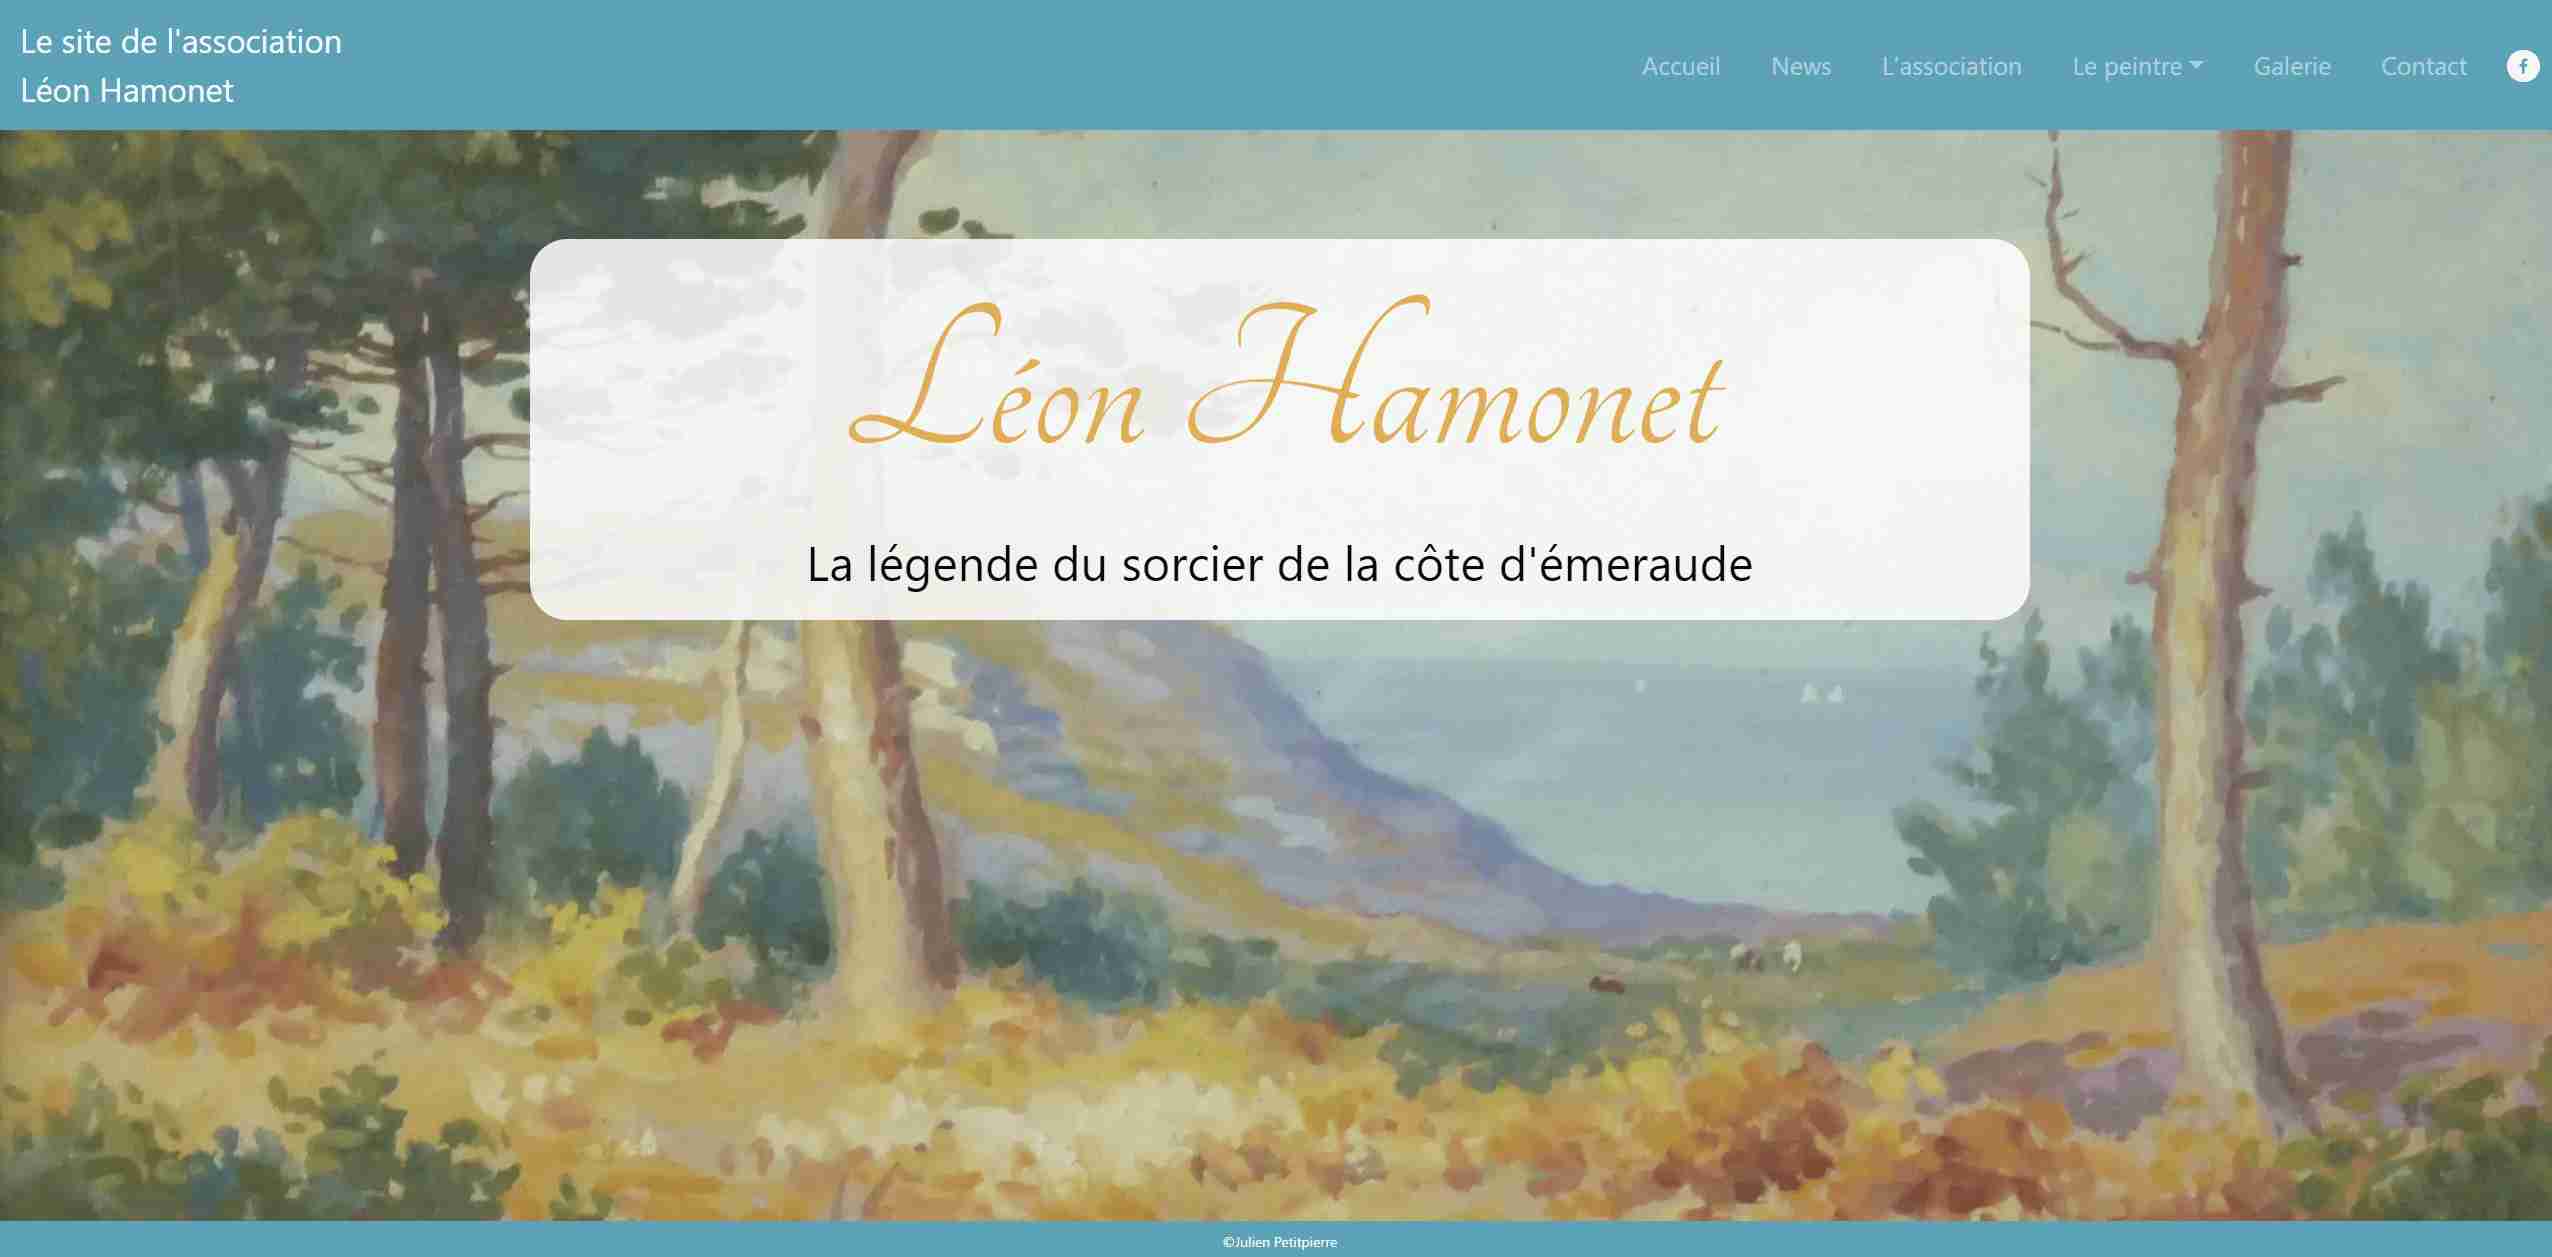 Le site de l'association
Léon Hamonet
Accueil News L'association Le peintre Galerie Contact f
Léon Hamonet
La légende du sorcier de la côte d'émeraude
©Julien Petitpierre